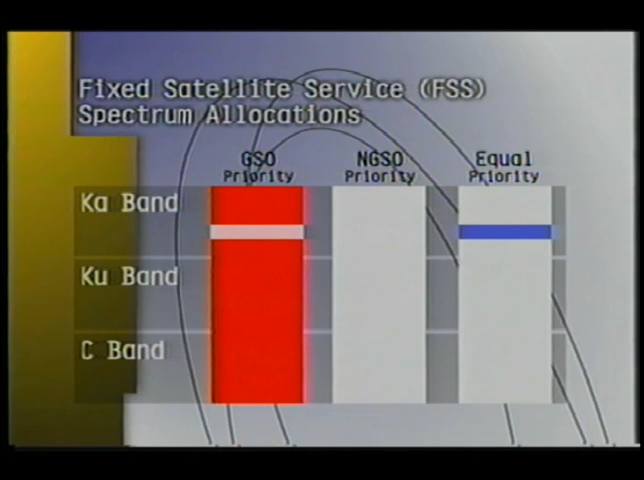 Fixed Satellite Service (FSS)
Spectrum Allocations
GSO Priority
NGSO Priority
Equal Priority
Ka Band
Ku Band
C Band